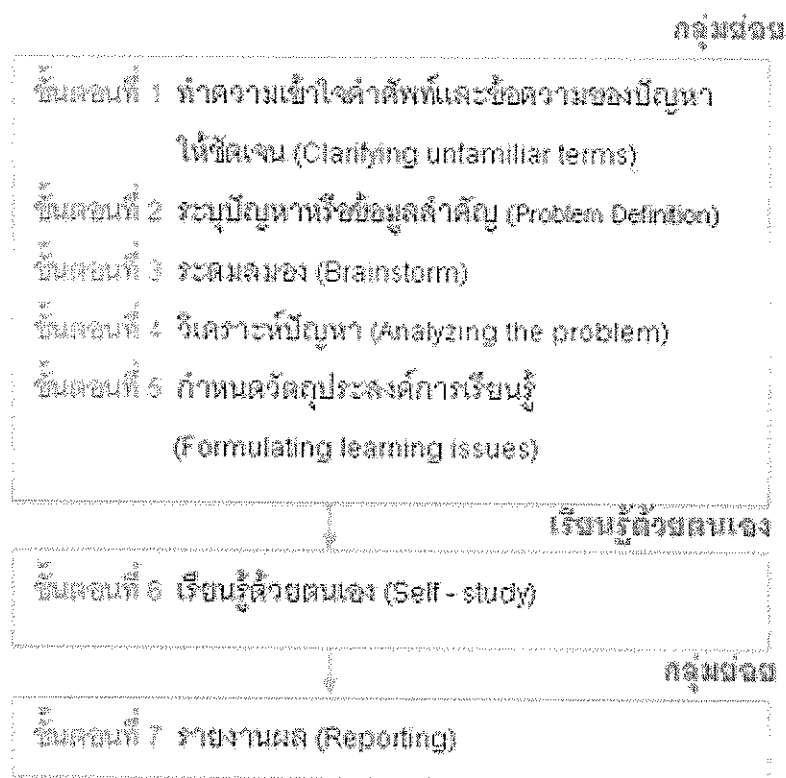 กลุ่มย่อย
ขั้นตอนที่ 1 ทำความเข้าใจคำศัพท์และข้อความของปัญหา
ให้ชัดเจน (Clarifying unfamiliar terms)
ขั้นตอนที่ 2 ระบุปัญหาหรือข้อมูลสำคัญ (Problem Definition)
ขั้นตอนที่ 3 ระดมสมอง (Brainstorm)
ขั้นตอนที่ 4 วิเคราะห์ปัญหา (Analyzing the problem)
ขั้นตอนที่ 5 กำหนดวัตถุประสงค์การเรียนรู้
(Formulating learning issues)
เรียนรู้ด้วยตนเอง
ขั้นตอนที่ 6 เรียนรู้ด้วยตนเอง (Self - study)
กลุ่มย่อย
ขั้นตอนที่ 7 รายงานผล (Reporting)